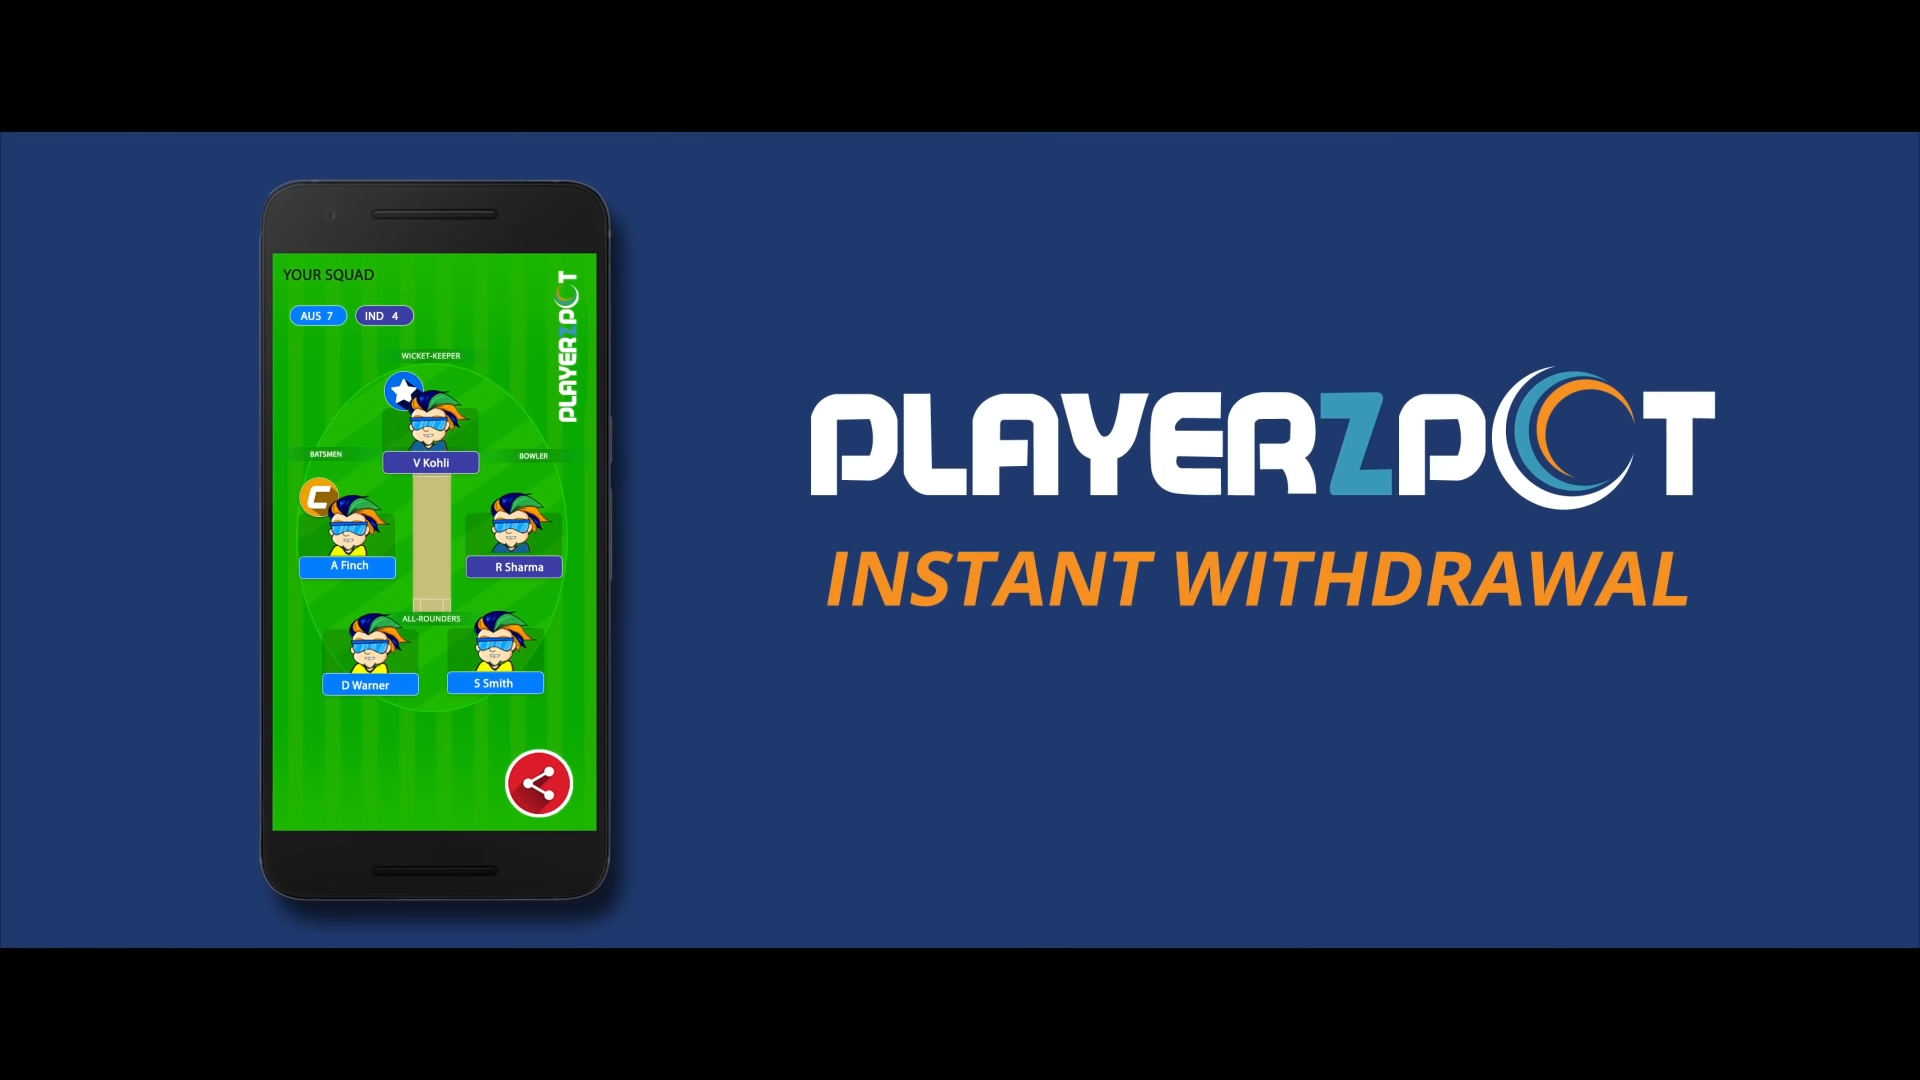 YOUR SQUAD
AUS 7
IND 4
PLAYERZPOT
WICKET-KEEPER
V Kohli
BATSMEN
BOWLER
C
A Finch
R Sharma
ALL-ROUNDERS
D Warner
S Smith
PLAYERZPOT
INSTANT WITHDRAWAL